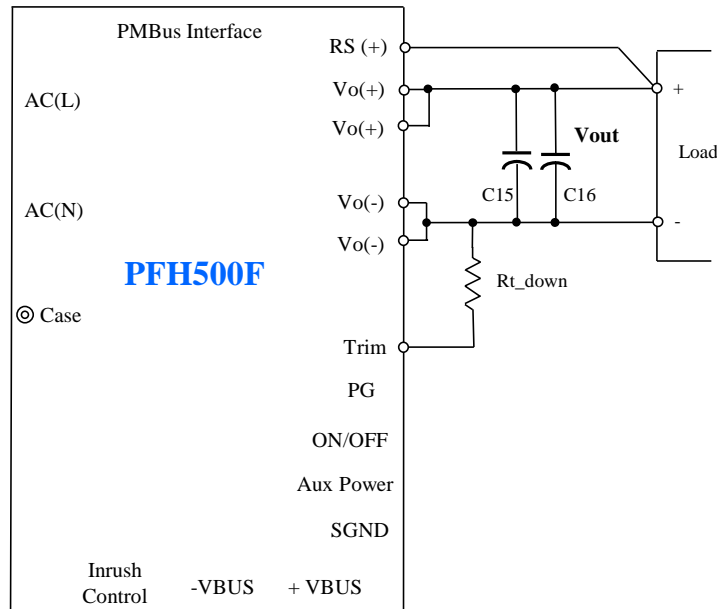 PMBus Interface
RS (+)
AC(L)
Vo(+)
+
Vo(+)
Vout
Load
C15
C16
AC(N)
Vo(-)
-
Vo(-)
PFH500F
Rt_down
Case
Trim
PG
ON/OFF
Aux Power
SGND
Inrush
Control
-VBUS
+ VBUS